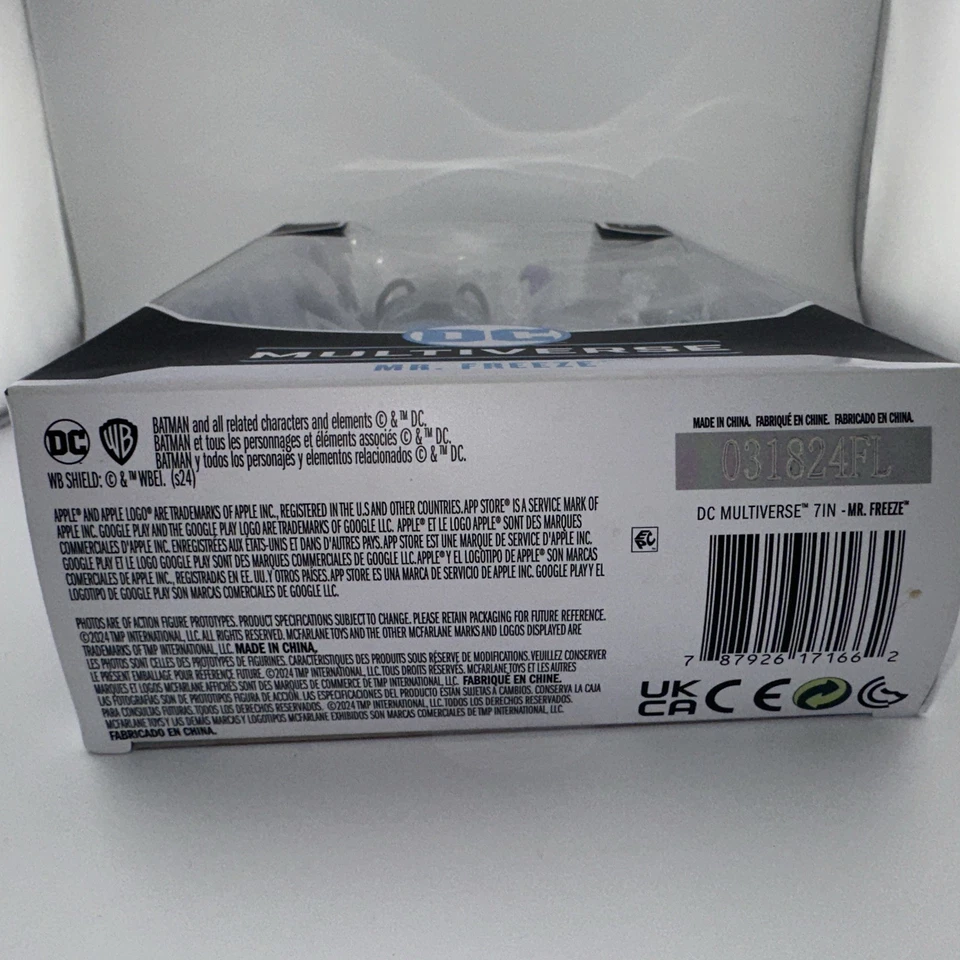 DC
MULTIVERSE
MR. FREEZE™
DC WB BATMAN and all related characters and elements © & ™ DC.
BATMAN et tous les personnages et éléments associés © & ™ DC.
BATMAN y todos los personajes y elementos relacionados © & ™ DC.
WB SHIELD: © & ™ WBEI. (s24)
APPLE® AND APPLE LOGO® ARE TRADEMARKS OF APPLE INC., REGISTERED IN THE U.S AND OTHER COUNTRIES. APP STORE® IS A SERVICE MARK OF
APPLE INC. GOOGLE PLAY AND THE GOOGLE PLAY LOGO ARE TRADEMARKS OF GOOGLE LLC. APPLE® ET LE LOGO APPLE® SONT DES MARQUES
COMMERCIALES D'APPLE INC. ENREGISTRÉES AUX ÉTATS-UNIS ET DANS D'AUTRES PAYS. APP STORE EST UNE MARQUE DE SERVICE D'APPLE INC.
GOOGLE PLAY ET LE LOGO GOOGLE PLAY SONT DES MARQUES COMMERCIALES DE GOOGLE LLC. APPLE® Y EL LOGOTIPO DE APPLE® SON MARCAS
COMERCIALES DE APPLE INC., REGISTRADAS EN EE. UU. Y OTROS PAÍSES. APP STORE ES UNA MARCA DE SERVICIO DE APPLE INC. GOOGLE PLAY Y EL
LOGOTIPO DE GOOGLE PLAY SON MARCAS COMERCIALES DE GOOGLE LLC.
PHOTOS ARE OF ACTION FIGURE PROTOTYPES. PRODUCT SPECIFICATIONS SUBJECT TO CHANGE. PLEASE RETAIN PACKAGING FOR FUTURE REFERENCE.
©2024 TMP INTERNATIONAL, LLC. ALL RIGHTS RESERVED. MCFARLANE TOYS AND THE OTHER MCFARLANE MARKS AND LOGOS DISPLAYED ARE
TRADEMARKS OF TMP INTERNATIONAL, LLC. MADE IN CHINA,
LES PHOTOS SONT CELLES DES PROTOTYPES DE FIGURINES. CARACTÉRISTIQUES DES PRODUITS SOUS RÉSERVE DE MODIFICATIONS. VEUILLEZ CONSERVER
LE PRÉSENT EMBALLAGE POUR RÉFÉRENCE FUTURE. ©2024 TMP INTERNATIONAL, LLC. TOUS DROITS RÉSERVÉS. MCFARLANE TOYS ET LES AUTRES
MARQUES ET LOGOS MCFARLANE AFFICHÉS SONT DES MARQUES DE COMMERCE DE TMP INTERNATIONAL, LLC. FABRIQUÉ EN CHINE.
LAS FOTOGRAFÍAS SON DE PROTOTIPOS FIGURA DE ACCIÓN. LAS ESPECIFICACIONES DEL PRODUCTO ESTÁN SUJETAS A CAMBIOS. CONSERVA LA CAJA
PARA CONSULTAS FUTURAS. TODOS LOS DERECHOS RESERVADOS. ©2024 TMP INTERNATIONAL, LLC. TODOS LOS DERECHOS RESERVADOS.
MCFARLANE TOYS Y LAS DEMÁS MARCAS Y LOGOTIPOS MCFARLANE. EXHIBIDOS SON MARCAS COMERCIALES DE TMP INTERNATIONAL, LLC.
FABRICADO EN CHINA.
MADE IN CHINA. FABRIQUÉ EN CHINE. FABRICADO EN CHINA.
031824FL
DC MULTIVERSE™ 7IN - MR. FREEZE™
7 87926 17166 2
UK
CA CE